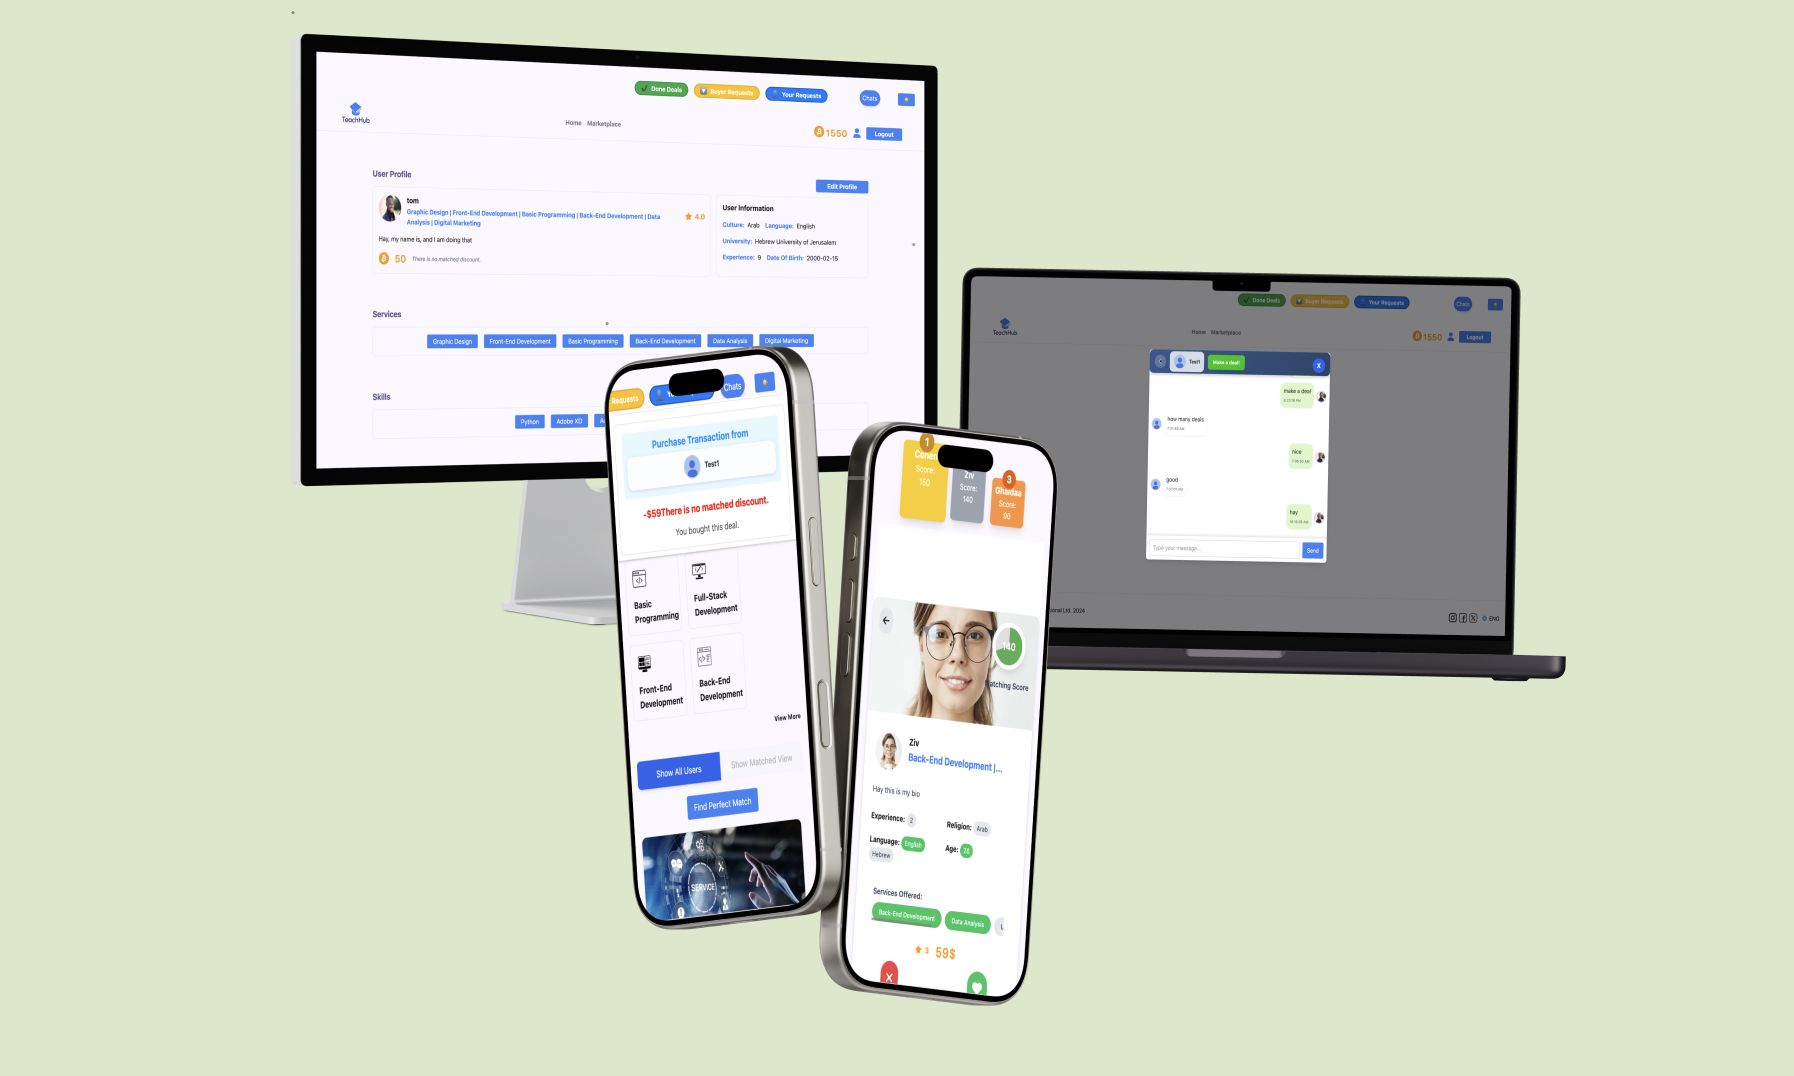 Done Deals
Buyer Requests
Your Requests
Chats
TeachHub
Home Marketplace
1550
Logout
User Profile
Edit Profile
tom
Graphic Design | Front-End Development | Basic Programming | Back-End Development | Data
Analysis | Digital Marketing
4.0
Hay, my name is, and I am doing that
50 There is no matched discount.
User Information
Culture: Arab Language: English
University: Hebrew University of Jerusalem
Experience: 9 Date Of Birth: 2000-02-15
Services
Graphic Design
Front-End Development
Basic Programming
Back-End Development
Data Analysis
Digital Marketing
Skills
Python
Adobe XD
Requests
Chats
Purchase Transaction from
Test1
-$59There is no matched discount.
You bought this deal.
Basic
Programming
Full-Stack
Development
Front-End
Development
Back-End
Development
View More
Show All Users
Show Matched View
Find Perfect Match
SERVICE
1
Cohen
Score:
150
Ziv
Score:
140
3
Ghaidaa
Score:
90
140
atching Score
Ziv
Back-End Development |...
Hay this is my bio
Experience: 2
Religion: Arab
Language: English
Hebrew
Age: 26
Services Offered:
Back-End Development
Data Analysis
3 59$
X
Done Deals
Buyer Requests
Your Requests
Chats
TeachHub
Home Marketplace
1550
Logout
Test1
Make a deal!
X
make a deal
how many deals
nice
good
hay
Type your message...
Send
ional Ltd, 2024
ENG